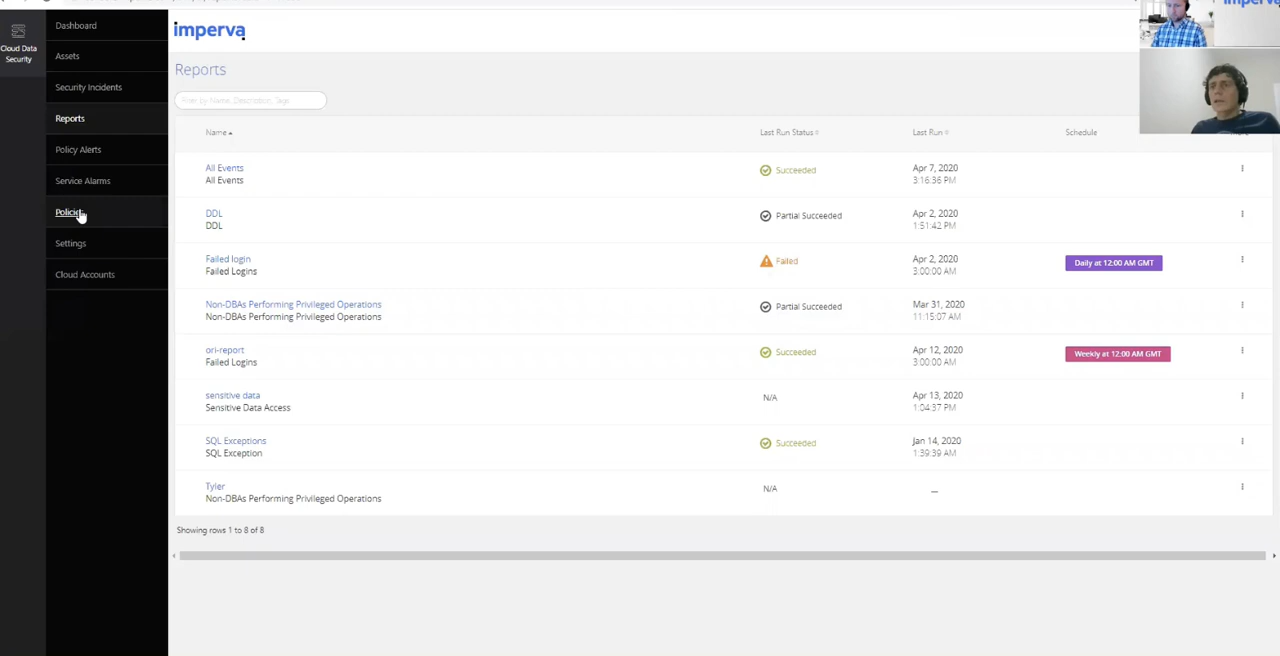 Cloud Data
Security
Dashboard
Assets
Security Incidents
Reports
Policy Alerts
Service Alarms
Settings
Cloud Accounts
imperva
imperva
Reports
Filter by Name, Description, Tags
Name
Last Run Status
Last Run
Schedule
All Events
All Events
Succeeded
Apr 7, 2020
3:16:36 PM
DDL
DDL
Partial Succeeded
Apr 2, 2020
1:51:42 PM
Failed login
Failed Logins
Failed
Apr 2, 2020
3:00:00 AM
Daily at 12:00 AM GMT
Non-DBAs Performing Privileged Operations
Non-DBAs Performing Privileged Operations
Partial Succeeded
Mar 31, 2020
11:15:07 AM
ori-report
Failed Logins
Succeeded
Apr 12, 2020
3:00:00 AM
Weekly at 12:00 AM GMT
sensitive data
Sensitive Data Access
N/A
Apr 13, 2020
1:04:37 PM
SQL Exceptions
SQL Exception
Succeeded
Jan 14, 2020
1:39:39 AM
Tyler
Non-DBAs Performing Privileged Operations
N/A
—
Showing rows 1 to 8 of 8